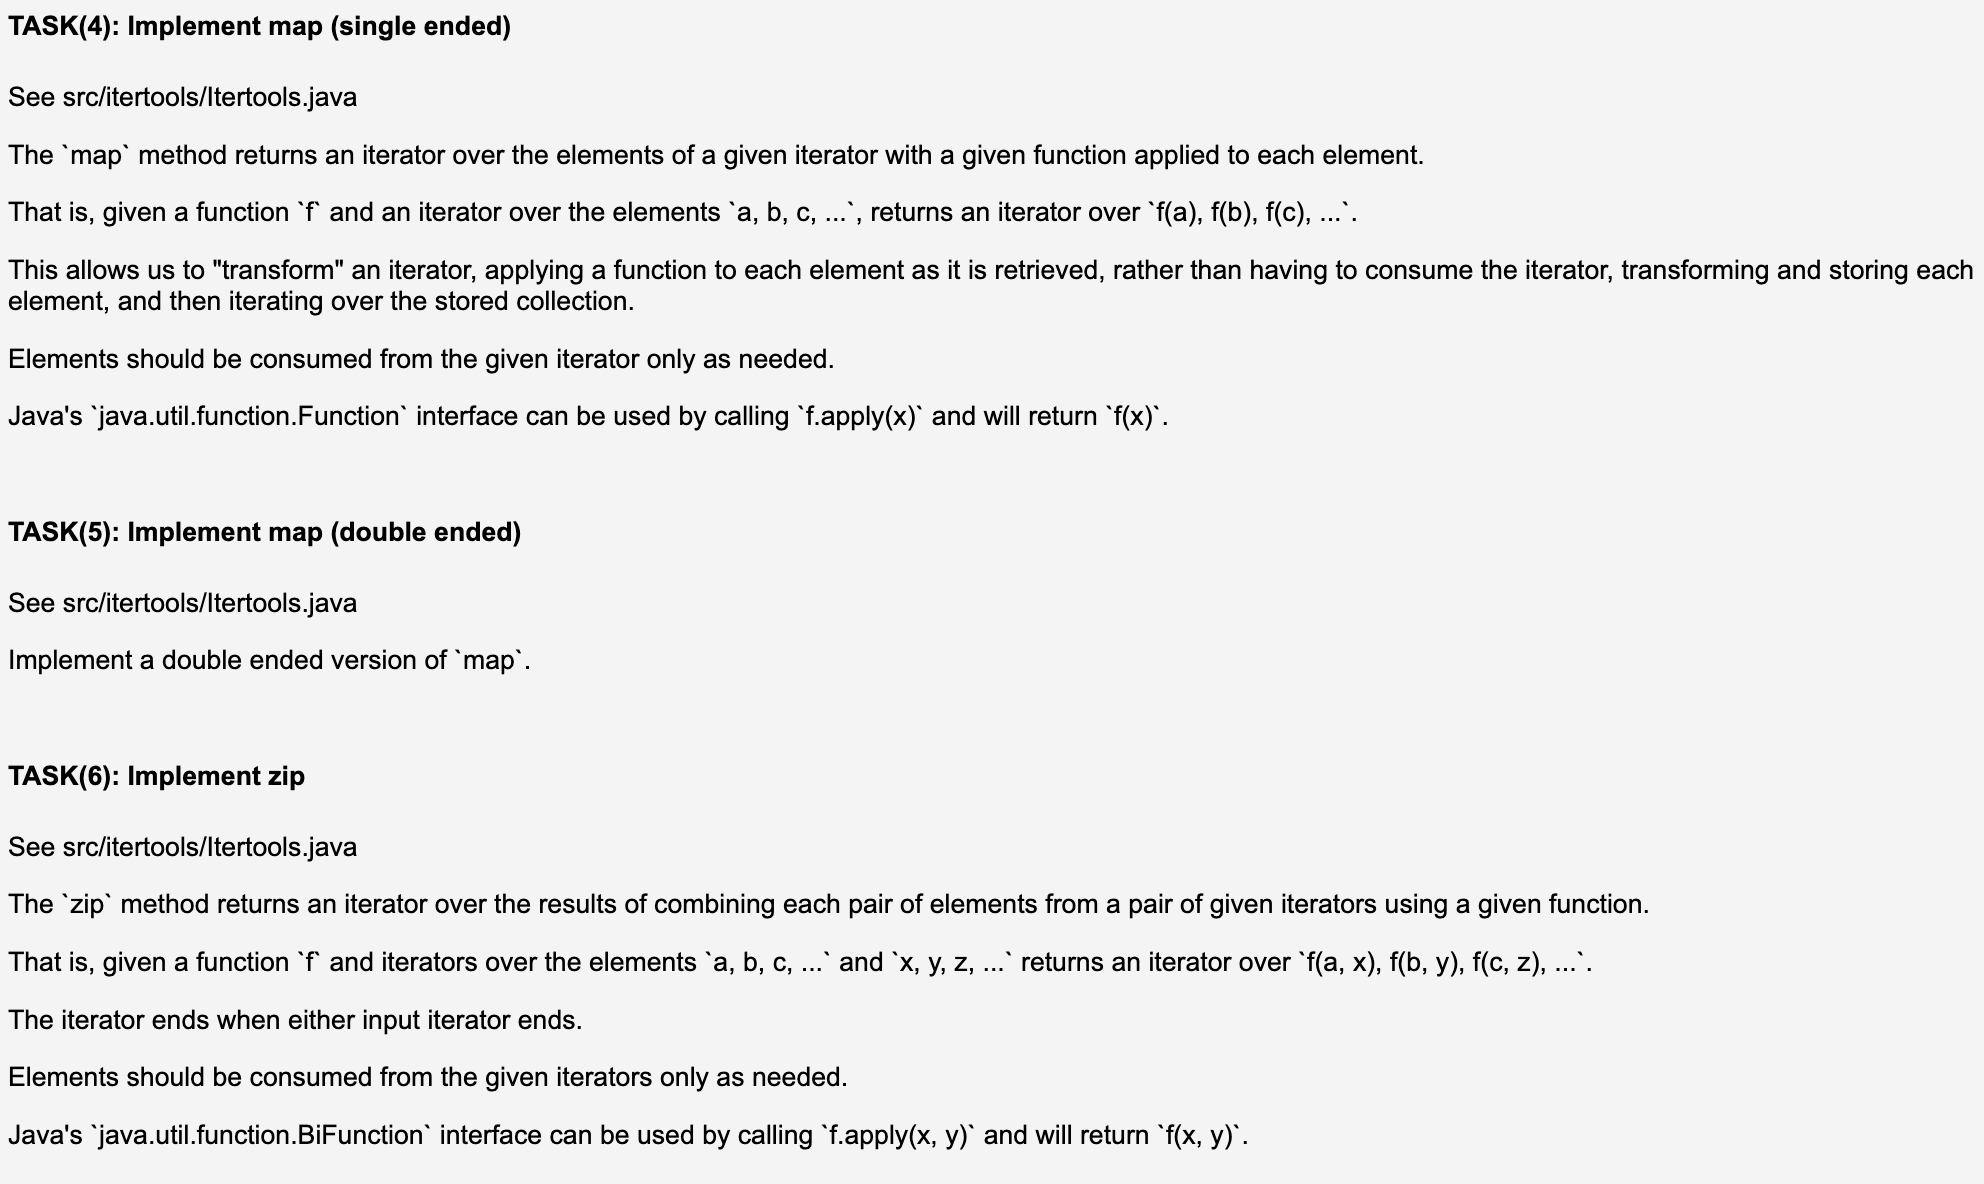 TASK(4): Implement map (single ended)
See src/itertools/Itertools.java
The `map` method returns an iterator over the elements of a given iterator with a given function applied to each element.
That is, given a function `f` and an iterator over the elements `a, b, c, ...`, returns an iterator over `f(a), f(b), f(c), ...`.
This allows us to "transform" an iterator, applying a function to each element as it is retrieved, rather than having to consume the iterator, transforming and storing each
element, and then iterating over the stored collection.
Elements should be consumed from the given iterator only as needed.
Java's `java.util.function.Function` interface can be used by calling `f.apply(x)` and will return `f(x)`.
TASK(5): Implement map (double ended)
See src/itertools/Itertools.java
Implement a double ended version of `map`.
TASK(6): Implement zip
See src/itertools/Itertools.java
The `zip` method returns an iterator over the results of combining each pair of elements from a pair of given iterators using a given function.
That is, given a function `f` and iterators over the elements `a, b, c, ...` and `x, y, z, ...` returns an iterator over `f(a, x), f(b, y), f(c, z), ...`.
The iterator ends when either input iterator ends.
Elements should be consumed from the given iterators only as needed.
Java's `java.util.function.BiFunction` interface can be used by calling `f.apply(x, y)` and will return `f(x, y)`.